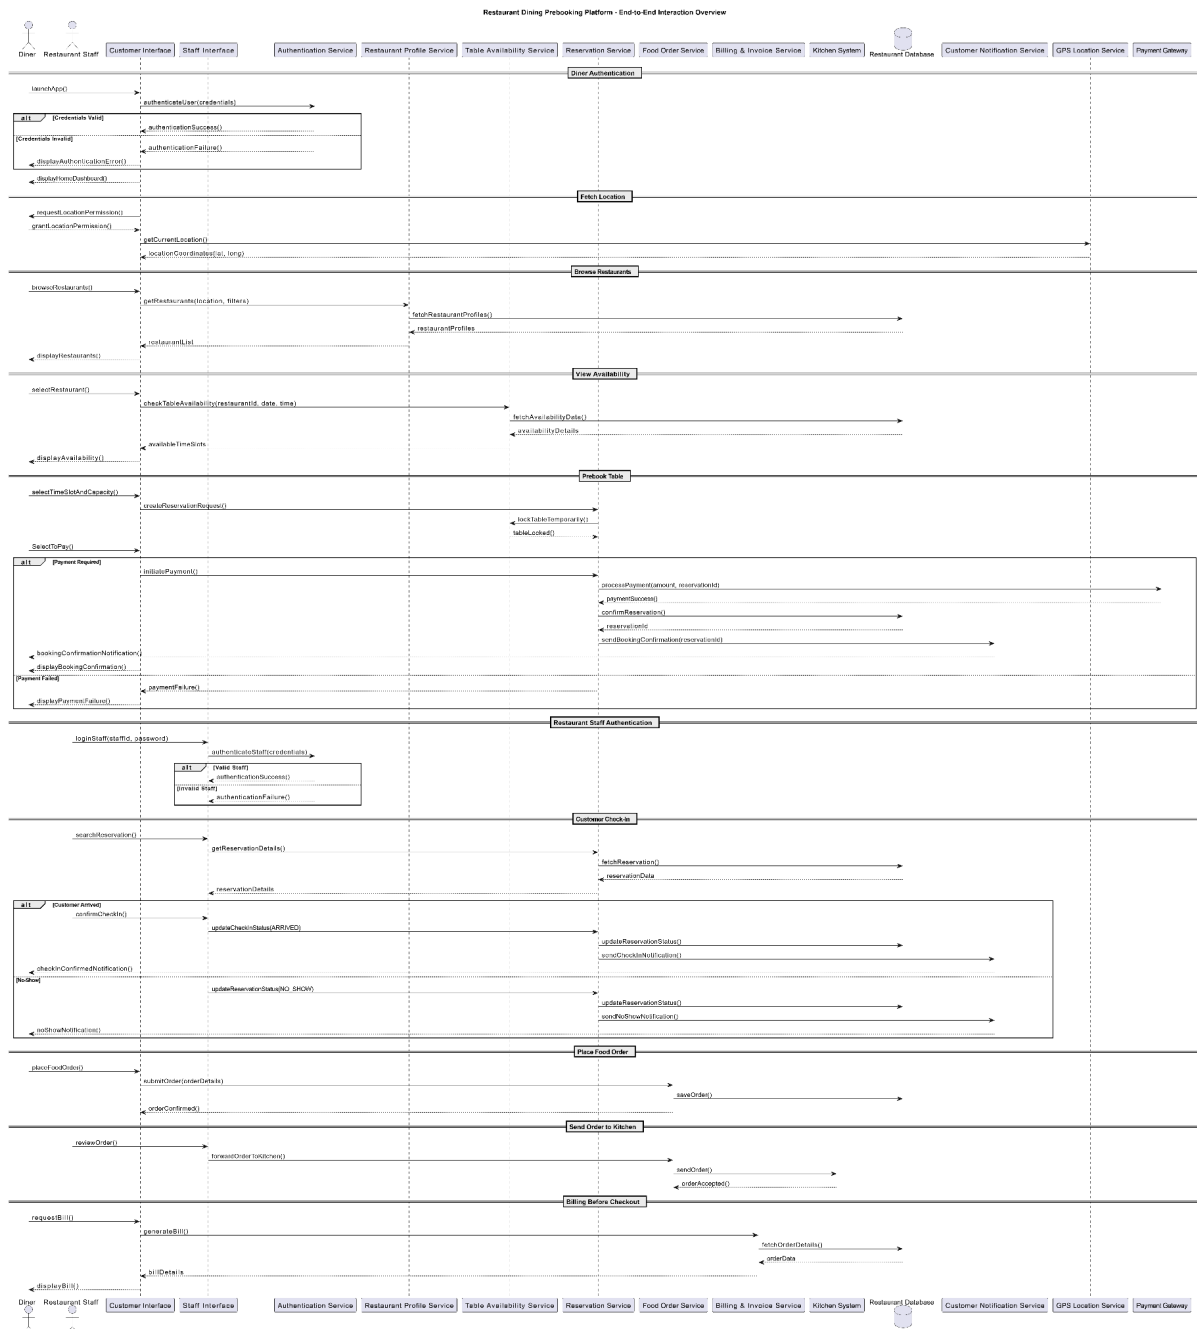 Restaurant Dining Prebooking Platform - End-to-End Interaction Overview
Diner
Restaurant Staff
Customer Interface
Staff Interface
Authentication Service
Restaurant Profile Service
Table Availability Service
Reservation Service
Food Order Service
Billing & Invoice Service
Kitchen System
Restaurant Database
Customer Notification Service
GPS Location Service
Payment Gateway
Diner Authentication
launchApp()
authenticateUser(credentials)
alt [Credentials Valid]
authenticationSuccess()
[Credentials Invalid]
authenticationFailure()
displayAuthenticationError()
displayHomeDashboard()
Fetch Location
requestLocationPermission()
grantLocationPermission()
getCurrentLocation()
locationCoordinates(lat, long)
Browse Restaurants
browseRestaurants()
getRestaurants(location, filters)
fetchRestaurantProfiles()
restaurantProfiles
restaurantList
displayRestaurants()
View Availability
selectRestaurant()
checkTableAvailability(restaurantId, date, time)
fetchAvailabilityData()
availabilityDetails
availableTimeSlots
displayAvailability()
Prebook Table
selectTimeSlotAndCapacity()
createReservationRequest()
lockTableTemporarily()
tableLocked()
SelectToPay()
alt [Payment Required]
initiatePayment()
processPayment(amount, reservationId)
paymentSuccess()
confirmReservation()
reservationId
sendBookingConfirmation(reservationId)
bookingConfirmationNotification()
displayBookingConfirmation()
[Payment Failed]
paymentFailure()
displayPaymentFailure()
Restaurant Staff Authentication
loginStaff(staffId, password)
authenticateStaff(credentials)
alt [Valid Staff]
authenticationSuccess()
[Invalid Staff]
authenticationFailure()
Customer Check-in
searchReservation()
getReservationDetails()
fetchReservation()
reservationData
reservationDetails
alt [Customer Arrived]
confirmCheckIn()
updateCheckinStatus(ARRIVED)
updateReservationStatus()
sendCheckInNotification()
checkInConfirmedNotification()
[No-Show]
updateReservationStatus(NO_SHOW)
updateReservationStatus()
sendNoShowNotification()
noShowNotification()
Place Food Order
placeFoodOrder()
submitOrder(orderDetails)
saveOrder()
orderConfirmed()
Send Order to Kitchen
reviewOrder()
forwardOrderToKitchen()
sendOrder()
orderAccepted()
Billing Before Checkout
requestBill()
generateBill()
fetchOrderDetails()
orderData
billDetails
displayBill()
Diner
Restaurant Staff
Customer Interface
Staff Interface
Authentication Service
Restaurant Profile Service
Table Availability Service
Reservation Service
Food Order Service
Billing & Invoice Service
Kitchen System
Restaurant Database
Customer Notification Service
GPS Location Service
Payment Gateway